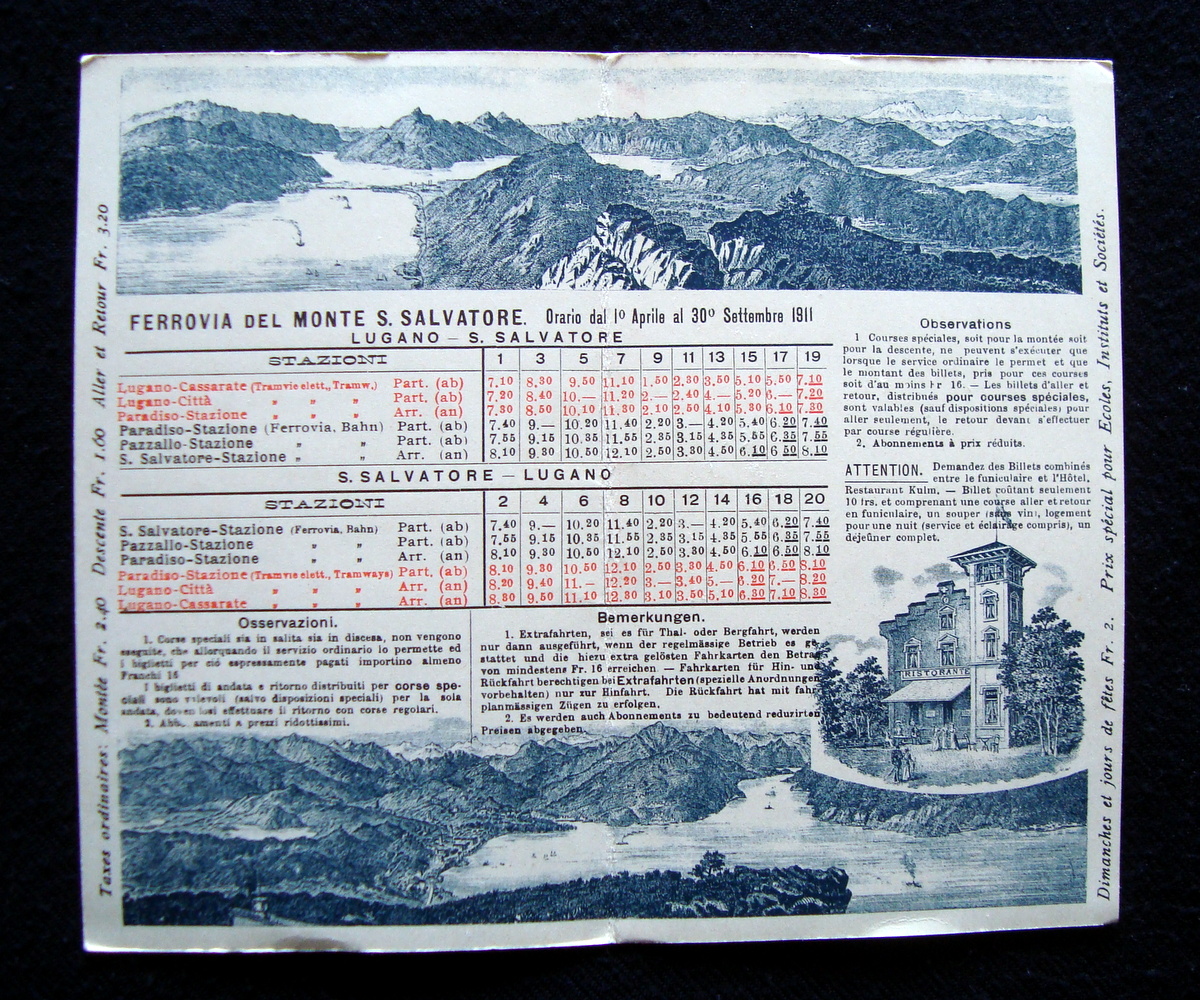 FERROVIA DEL MONTE S. SALVATORE. Orario dal 1º Aprile al 30º Settembre 1911
LUGANO – S. SALVATORE
STAZIONI 1 3 5 7 9 11 13 15 17 19
Lugano-Cassarate (Tramvie elett., Tramw.) Part. (ab) 7.10 8.30 9.50 11.10 1.50 2.30 3.50 5.10 5.50 7.10
Lugano-Città " " " Part. (ab) 7.20 8.40 10.— 11.20 2.— 2.40 4.— 5.20 6.— 7.20
Paradiso-Stazione " " " Arr. (an) 7.30 8.50 10.10 11.30 2.10 2.50 4.10 5.30 6.10 7.30
Paradiso-Stazione (Ferrovia, Bahn) Part. (ab) 7.40 9.— 10.20 11.40 2.20 3.— 4.20 5.40 6.20 7.40
Pazzallo-Stazione " " Part. (ab) 7.55 9.15 10.35 11.55 2.35 3.15 4.35 5.55 6.35 7.55
S. Salvatore-Stazione " " Arr. (an) 8.10 9.30 10.50 12.10 2.50 3.30 4.50 6.10 6.50 8.10
S. SALVATORE – LUGANO
STAZIONI 2 4 6 8 10 12 14 16 18 20
S. Salvatore-Stazione (Ferrovia, Bahn) Part. (ab) 7.40 9.— 10.20 11.40 2.20 3.— 4.20 5.40 6.20 7.40
Pazzallo-Stazione " " Part. (ab) 7.55 9.15 10.35 11.55 2.35 3.15 4.35 5.55 6.35 7.55
Paradiso-Stazione " " Arr. (an) 8.10 9.30 10.50 12.10 2.50 3.30 4.50 6.10 6.50 8.10
Paradiso-Stazione (Tramvie elett., Tramways) Part. (ab) 8.10 9.30 10.50 12.10 2.50 3.30 4.50 6.10 6.50 8.10
Lugano-Città " " " Arr. (an) 8.20 9.40 11.— 12.20 3.— 3.40 5.— 6.20 7.— 8.20
Lugano-Cassarate " " " Arr. (an) 8.30 9.50 11.10 12.30 3.10 3.50 5.10 6.30 7.10 8.30
Osservazioni.
1. Corse speciali sia in salita sia in discesa, non vengono
eseguite, che allorquando il servizio ordinario lo permette ed
i biglietti per ciò espressamente pagati importino almeno
Franchi 16
I biglietti di andata e ritorno distribuiti per corse spe-
ciali sono valevoli (salvo disposizioni speciali) per la sola
andata, dovendosi effettuare il ritorno con corse regolari.
2. a prezzi ridottissimi.
Bemerkungen.
1. Extrafahrten, sei es für Thal- oder Bergfahrt, werden
nur dann ausgeführt, wenn der regelmässige Betrieb es ge-
stattet und die hiezu extra gelösten Fahrkarten den Betrag
von mindestens Fr. 16 erreichen — Fahrkarten für Hin- und
Rückfahrt berechtigen bei Extrafahrten (spezielle Anordnungen
vorbehalten) nur zur Hinfahrt. Die Rückfahrt hat mit fahr-
planmässigen Zügen zu erfolgen.
2. Es werden auch Abonnements zu bedeutend reduzirten
Preisen abgegeben.
Observations
1 Courses spéciales, soit pour la montée soit
pour la descente, ne peuvent s'exécuter que
lorsque le service ordinaire le permet et que
le montant des billets, pris pour ces courses
soit d'au moins Fr 16. — Les billets d'aller et
retour, distribués pour courses spéciales,
sont valables (sauf dispositions spéciales) pour
aller seulement, le retour devant s'effectuer
par course régulière.
2. Abonnements à prix réduits.
ATTENTION. Demandez des Billets combinés
entre le funiculaire et l'Hôtel,
Restaurant Kulm, — Billet coûtant seulement
10 frs. et comprenant une course aller et retour
en funiculaire, un souper (sans vin), logement
pour une nuit (service et éclairage compris), un
déjeûner complet.
RISTORANTE
Taxes ordinaires: Montée Fr. 2.40 Descente Fr. 1.60 Aller et Retour Fr. 3.20
Dimanches et jours de fêtes Fr. 2. Prix spécial pour Ecoles, Instituts et Sociétés.